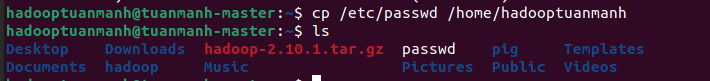 hadooptuanmanh@tuanmanh-master:~$ cp /etc/passwd /home/hadooptuanmanh
hadooptuanmanh@tuanmanh-master:~$ ls
Desktop Downloads hadoop-2.10.1.tar.gz passwd pig Templates
Documents hadoop Music Pictures Public Videos
hadooptuanmanh@tuanmanh-master:~$